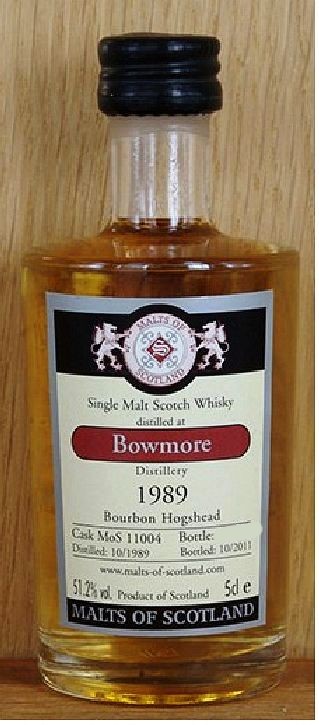 MALTS OF
S
SCOTLAND
Single Malt Scotch Whisky
distilled at
Bowmore
Distillery
1989
Bourbon Hogshead
Cask MoS 11004 Bottle:
Distilled: 10/1989 Bottled: 10/2011
www.malts-of-scotland.com
51.2% vol. Product of Scotland 5cl e
MALTS OF SCOTLAND